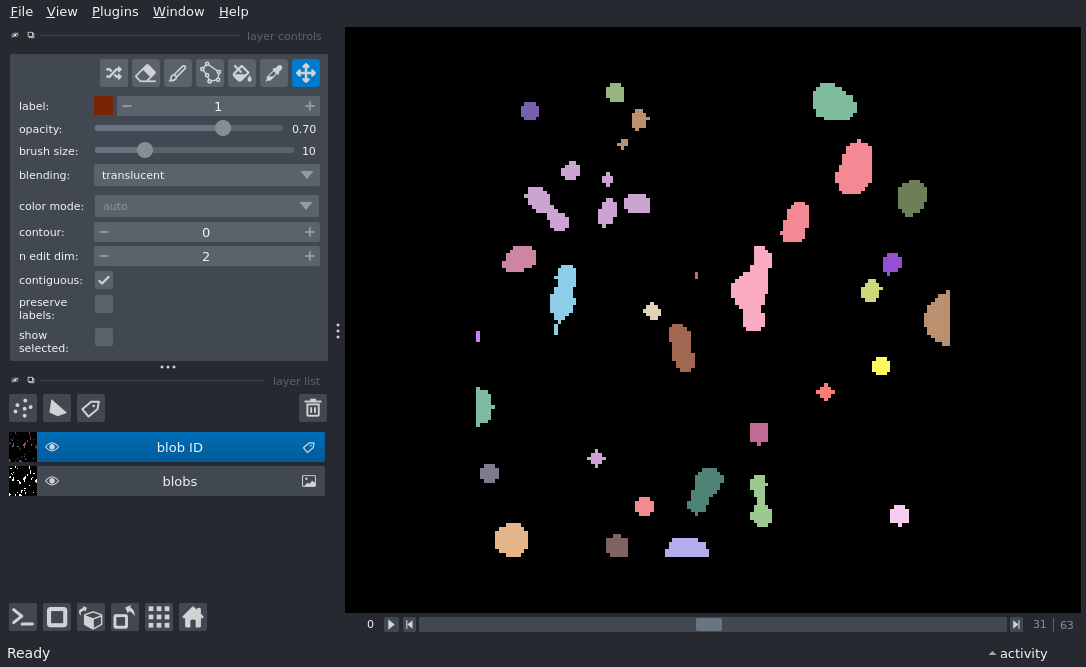 File View Plugins Window Help
layer controls
label: 1
opacity: 0.70
brush size: 10
blending: translucent
color mode: auto
contour: 0
n edit dim: 2
contiguous:
preserve
labels:
show
selected:
layer list
blob ID
blobs
0 31 | 63
Ready activity